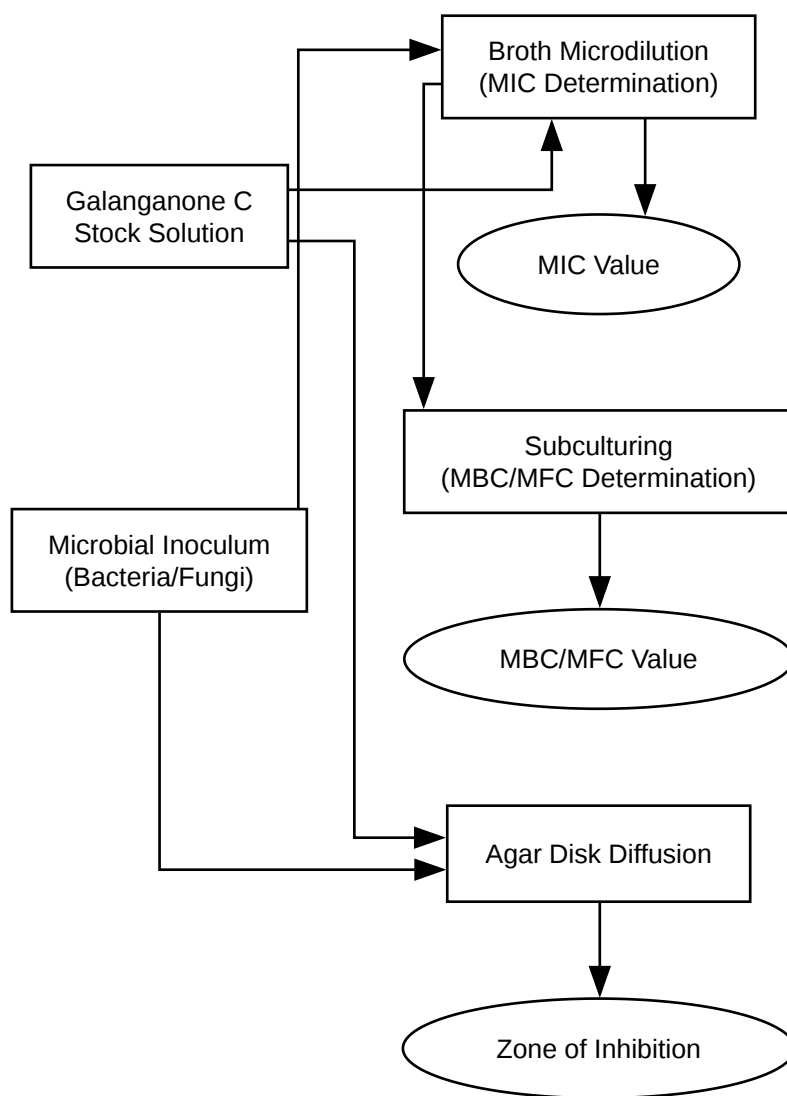 Broth Microdilution
(MIC Determination)
Galanganone C
Stock Solution
MIC Value
Subculturing
(MBC/MFC Determination)
Microbial Inoculum
(Bacteria/Fungi)
MBC/MFC Value
Agar Disk Diffusion
Zone of Inhibition